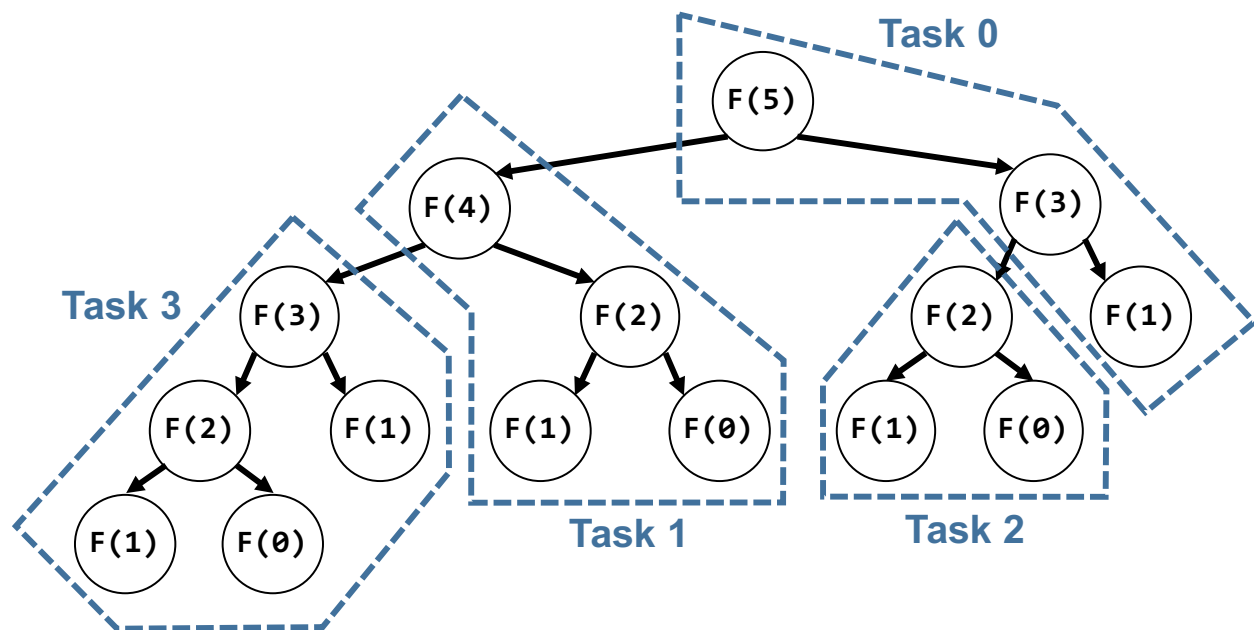 Task 0
F(5)
F(4)
F(3)
Task 3
F(3)
F(2)
F(2)
F(1)
F(2)
F(1)
F(1)
F(0)
F(1)
F(0)
F(1)
F(0)
Task 1
Task 2